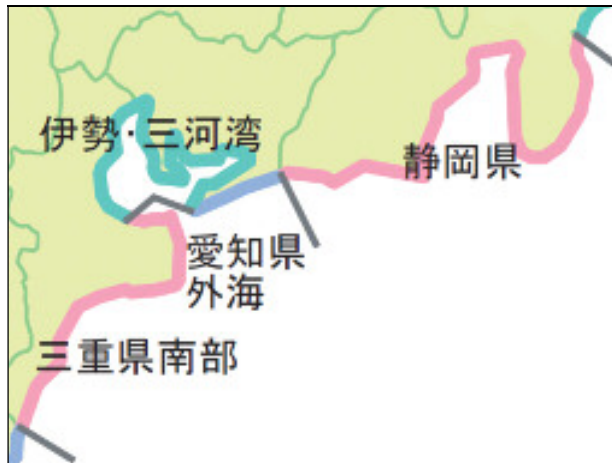 伊勢・三河湾
静岡県
愛知県
外海
三重県南部